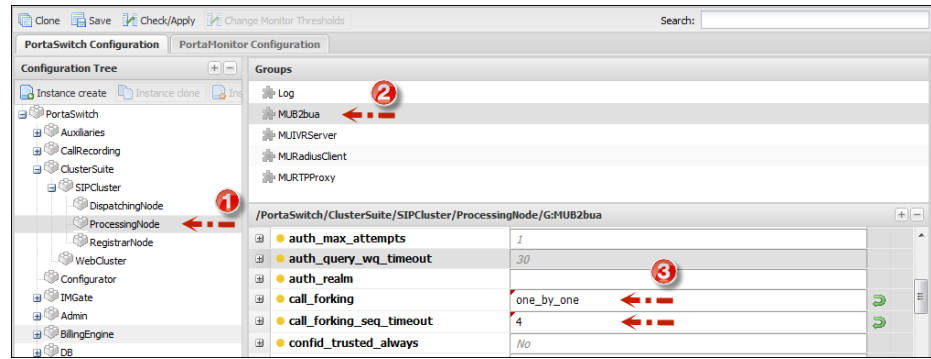 Clone Save Check/Apply Change Monitor Thresholds Search:
PortaSwitch Configuration PortaMonitor Configuration
Configuration Tree
Instance create Instance clone Ins
PortaSwitch
Auxiliaries
CallRecording
ClusterSuite
SIPCluster
DispatchingNode
ProcessingNode
RegistrarNode
WebCluster
Configurator
IMGate
Admin
BillingEngine
DB
1
Groups
Log
2
MUB2bua
MUIVRServer
MURadiusClient
MURTPProxy
/PortaSwitch/ClusterSuite/SIPCluster/ProcessingNode/G:MUB2bua
auth_max_attempts 1
auth_query_wq_timeout 30
auth_realm
3
call_forking one_by_one
call_forking_seq_timeout 4
confid_trusted_always No